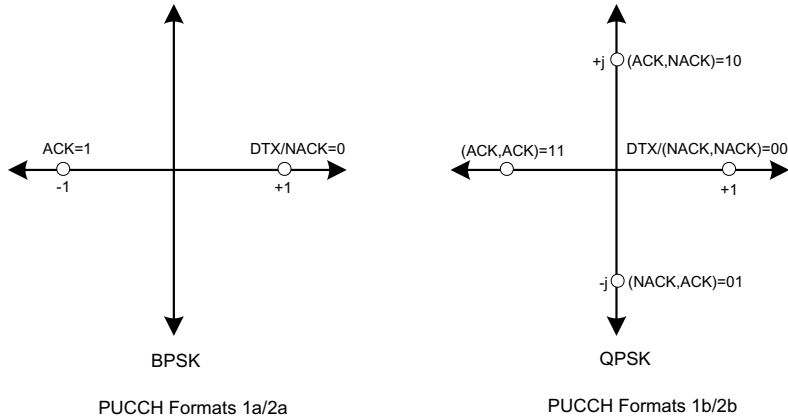 ACK=1
DTX/NACK=0
-1
+1
BPSK
PUCCH Formats 1a/2a
+j
(ACK,NACK)=10
(ACK,ACK)=11
DTX/(NACK,NACK)=00
+1
-j
(NACK,ACK)=01
QPSK
PUCCH Formats 1b/2b